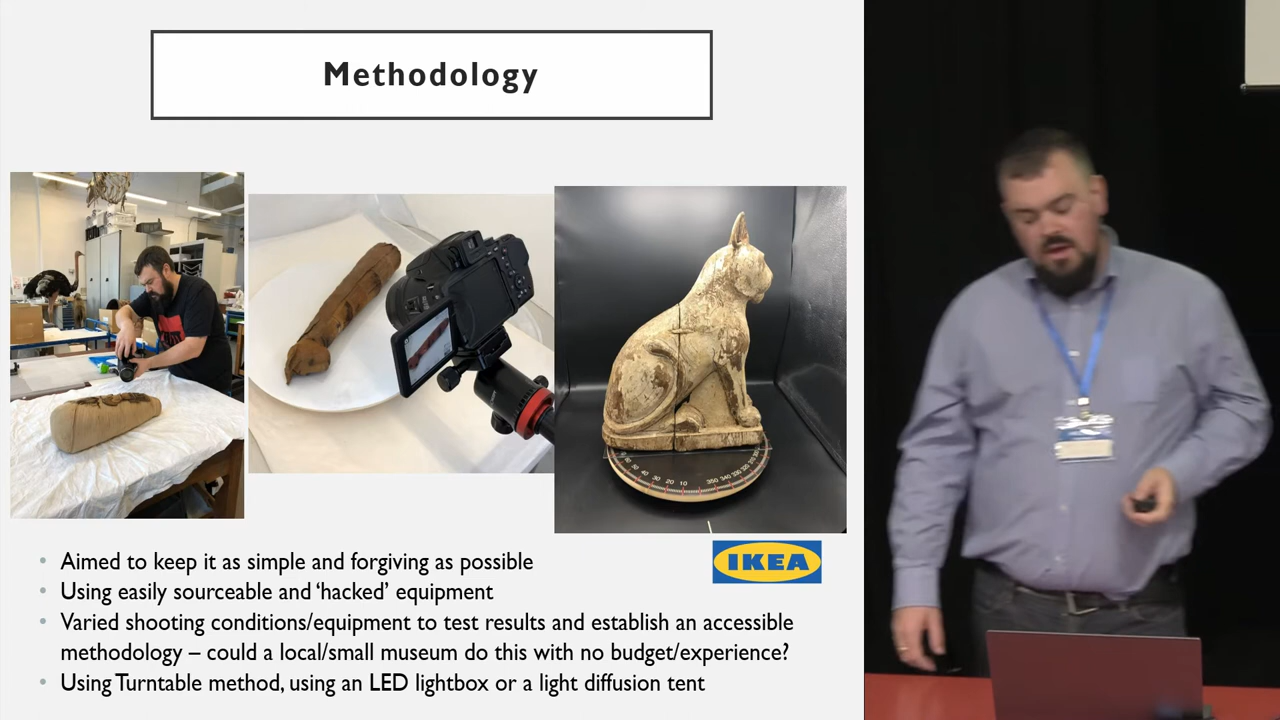 Methodology
IKEA
Aimed to keep it as simple and forgiving as possible
Using easily sourceable and ‘hacked’ equipment
Varied shooting conditions/equipment to test results and establish an accessible
methodology – could a local/small museum do this with no budget/experience?
Using Turntable method, using an LED lightbox or a light diffusion tent